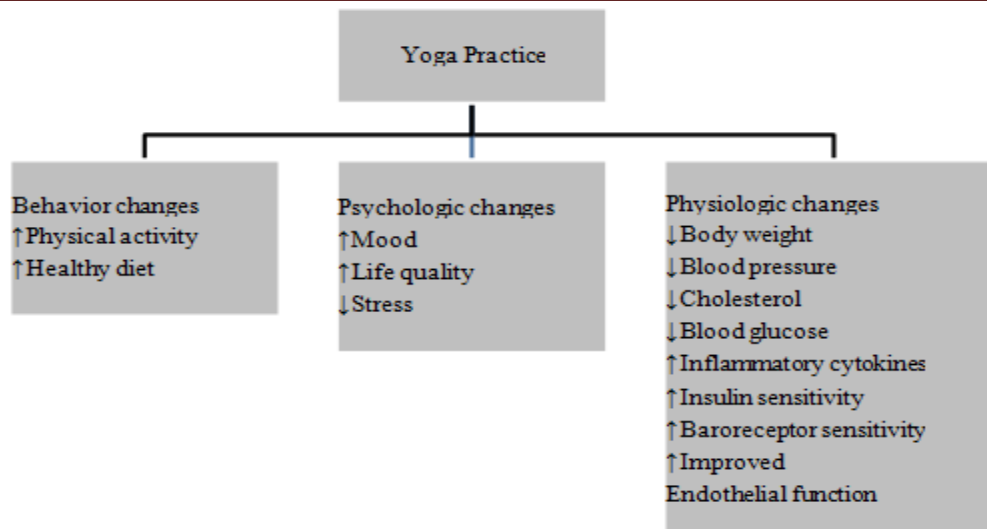 Yoga Practice
Behavior changes
↑Physical activity
↑Healthy diet
Psychologic changes
↑Mood
↑Life quality
↓Stress
Physiologic changes
↓Body weight
↓Blood pressure
↓Cholesterol
↓Blood glucose
↑Inflammatory cytokines
↑Insulin sensitivity
↑Baroreceptor sensitivity
↑Improved
Endothelial function